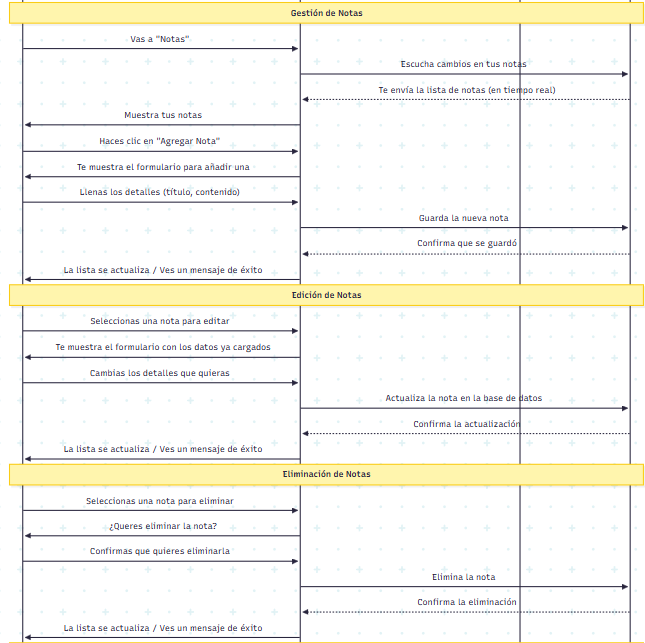 Gestión de Notas
Vas a "Notas"
Escucha cambios en tus notas
Te envía la lista de notas (en tiempo real)
Muestra tus notas
Haces clic en "Agregar Nota"
Te muestra el formulario para añadir una
Llenas los detalles (título, contenido)
Guarda la nueva nota
Confirma que se guardó
La lista se actualiza / Ves un mensaje de éxito
Edición de Notas
Seleccionas una nota para editar
Te muestra el formulario con los datos ya cargados
Cambias los detalles que quieras
Actualiza la nota en la base de datos
Confirma la actualización
La lista se actualiza / Ves un mensaje de éxito
Eliminación de Notas
Seleccionas una nota para eliminar
¿Queres eliminar la nota?
Confirmas que quieres eliminarla
Elimina la nota
Confirma la eliminación
La lista se actualiza / Ves un mensaje de éxito